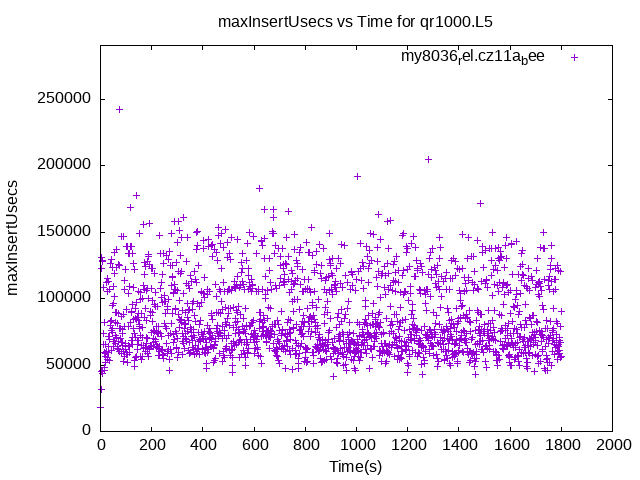 maxInsertUsecs vs Time for qr1000.L5
my8036rel.cz11abee
250000
200000
150000
100000
50000
0
maxInsertUsecs
0 200 400 600 800 1000 1200 1400 1600 1800 2000
Time(s)